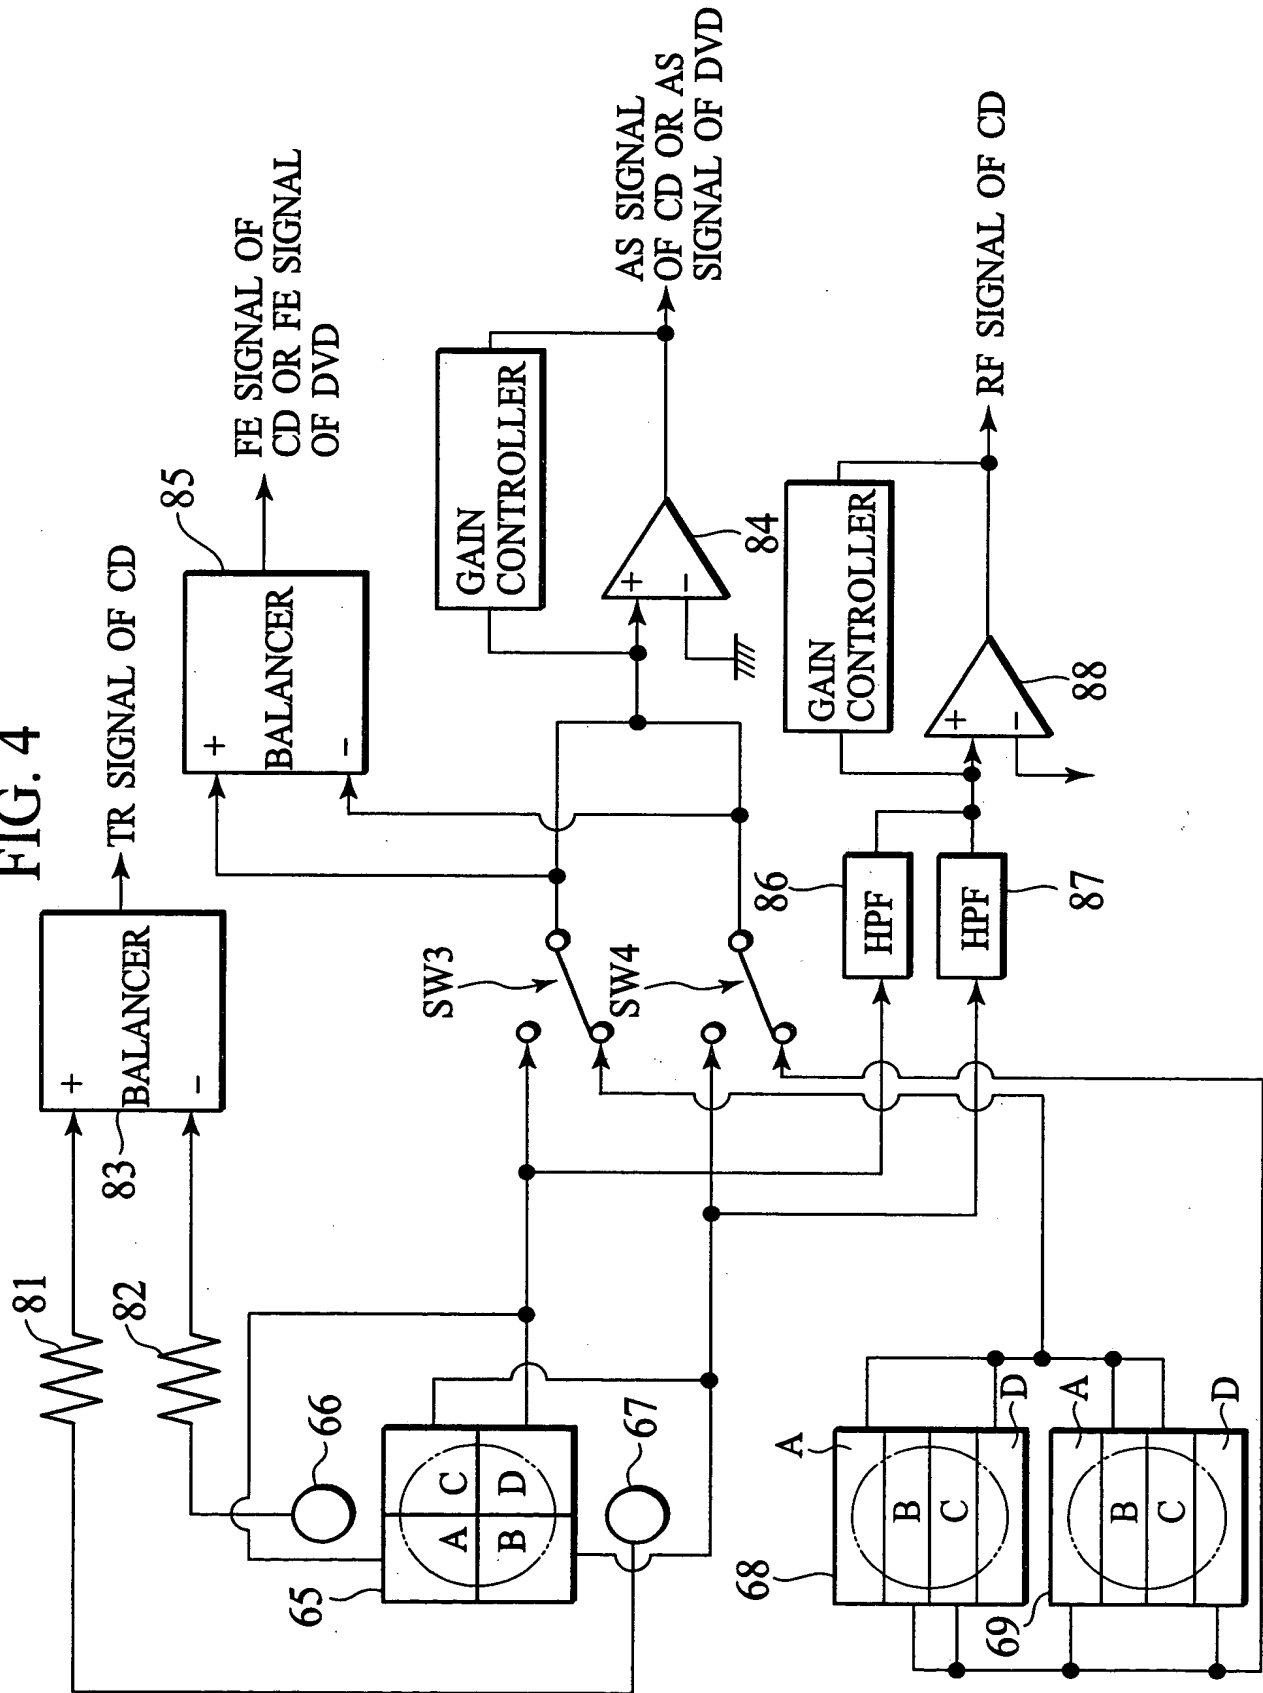 FIG. 4
81
82
83
+
BALANCER
−
TR SIGNAL OF CD
85
+
BALANCER
−
FE SIGNAL OF
CD OR FE SIGNAL
OF DVD
66
65
A
C
B
D
67
SW3
SW4
GAIN
CONTROLLER
+
−
84
AS SIGNAL
OF CD OR AS
SIGNAL OF DVD
86
HPF
HPF
87
GAIN
CONTROLLER
+
−
88
RF SIGNAL OF CD
68
A
B
C
D
69
A
B
C
D